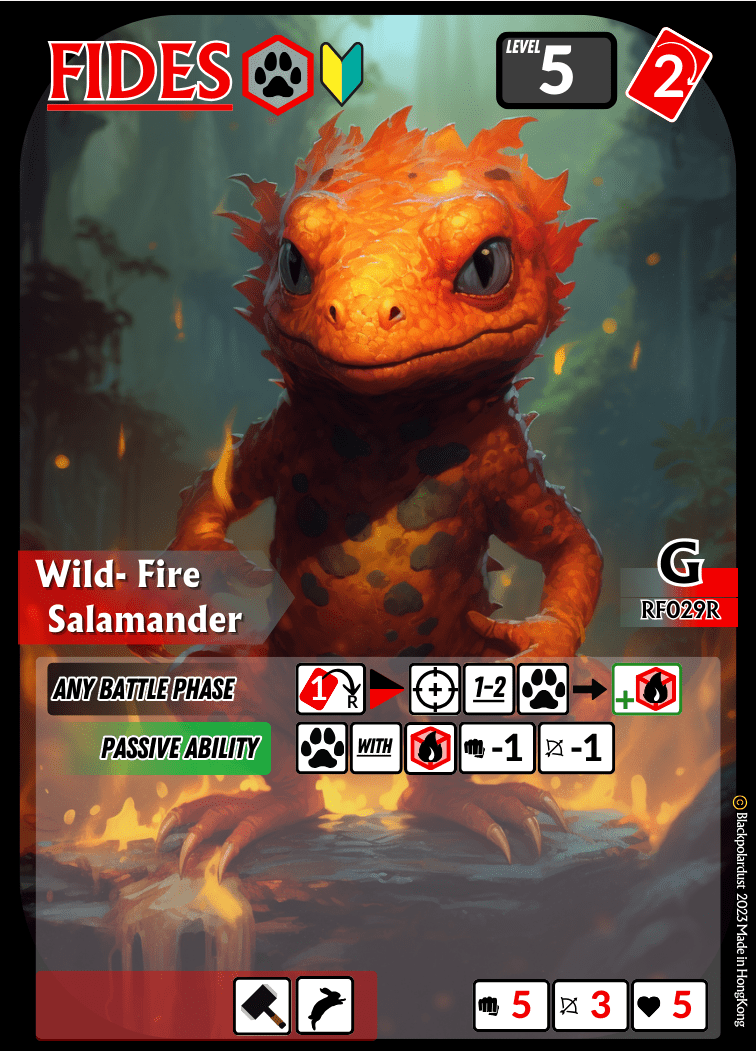 FIDES
LEVEL
5
2
Wild- Fire
Salamander
G
RF029R
ANY BATTLE PHASE
1 R 1-2 +
PASSIVE ABILITY
WITH -1 -1
5 3 5
© Blackpolardust 2023 Made in HongKong